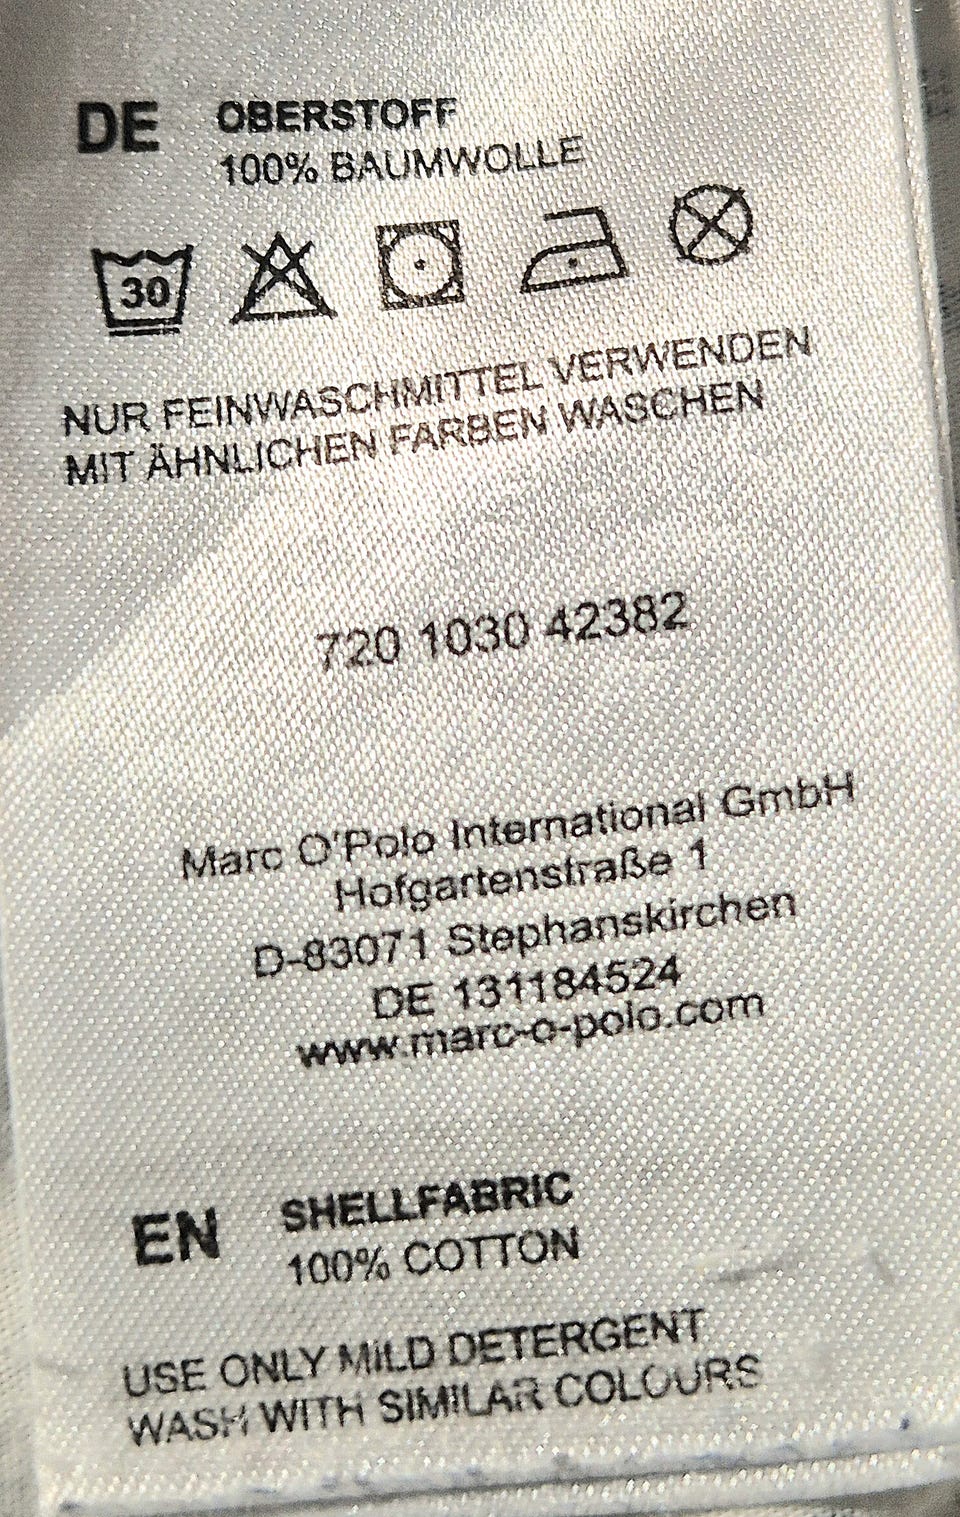 DE OBERSTOFF
100% BAUMWOLLE
30
NUR FEINWASCHMITTEL VERWENDEN
MIT ÄHNLICHEN FARBEN WASCHEN
720 1030 42382
Marc O'Polo International GmbH
Hofgartenstraße 1
D-83071 Stephanskirchen
DE 131184524
www.marc-o-polo.com
EN SHELLFABRIC
100% COTTON
USE ONLY MILD DETERGENT
WASH WITH SIMILAR COLOURS